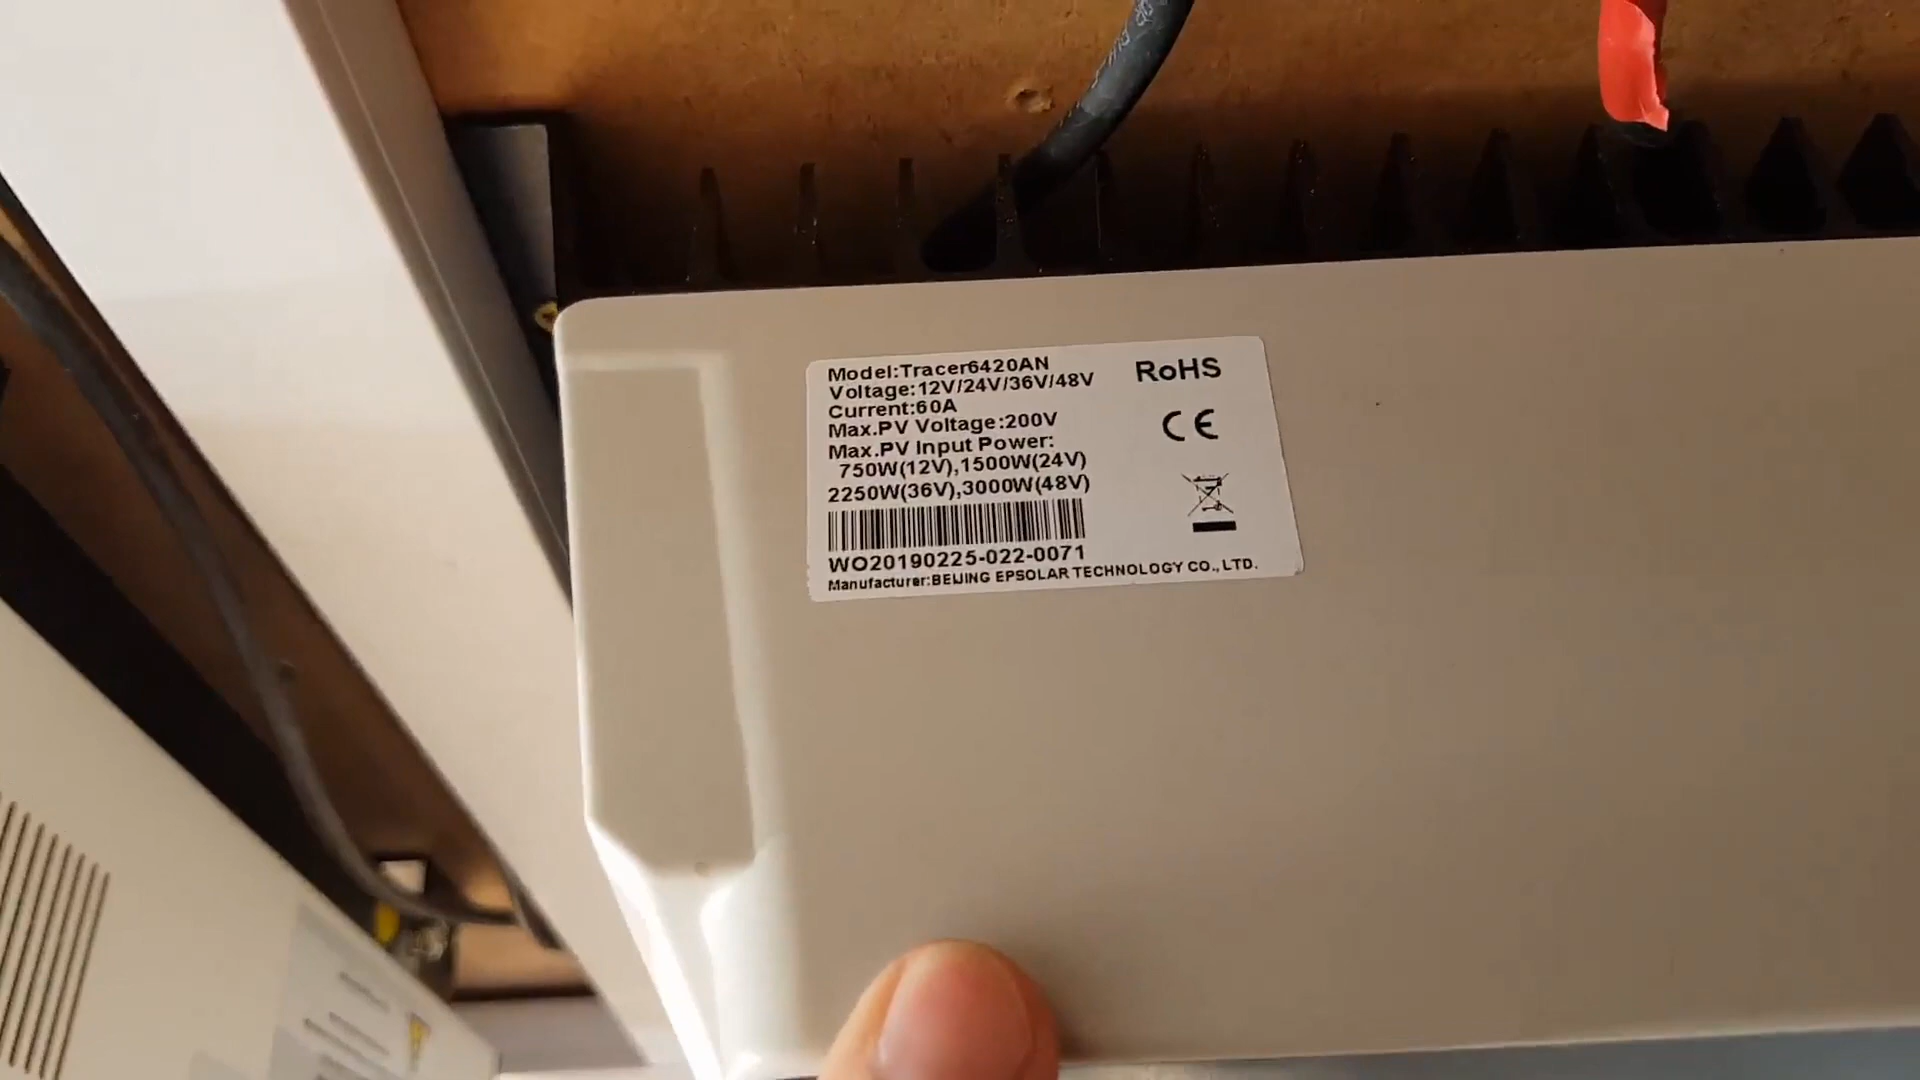 Model:Tracer6420AN
Voltage:12V/24V/36V/48V
Current:60A
Max.PV Voltage:200V
Max.PV Input Power:
750W(12V),1500W(24V)
2250W(36V),3000W(48V)
WO20190225-022-0071
Manufacturer:BEIJING EPSOLAR TECHNOLOGY CO.,LTD.
RoHS
CE